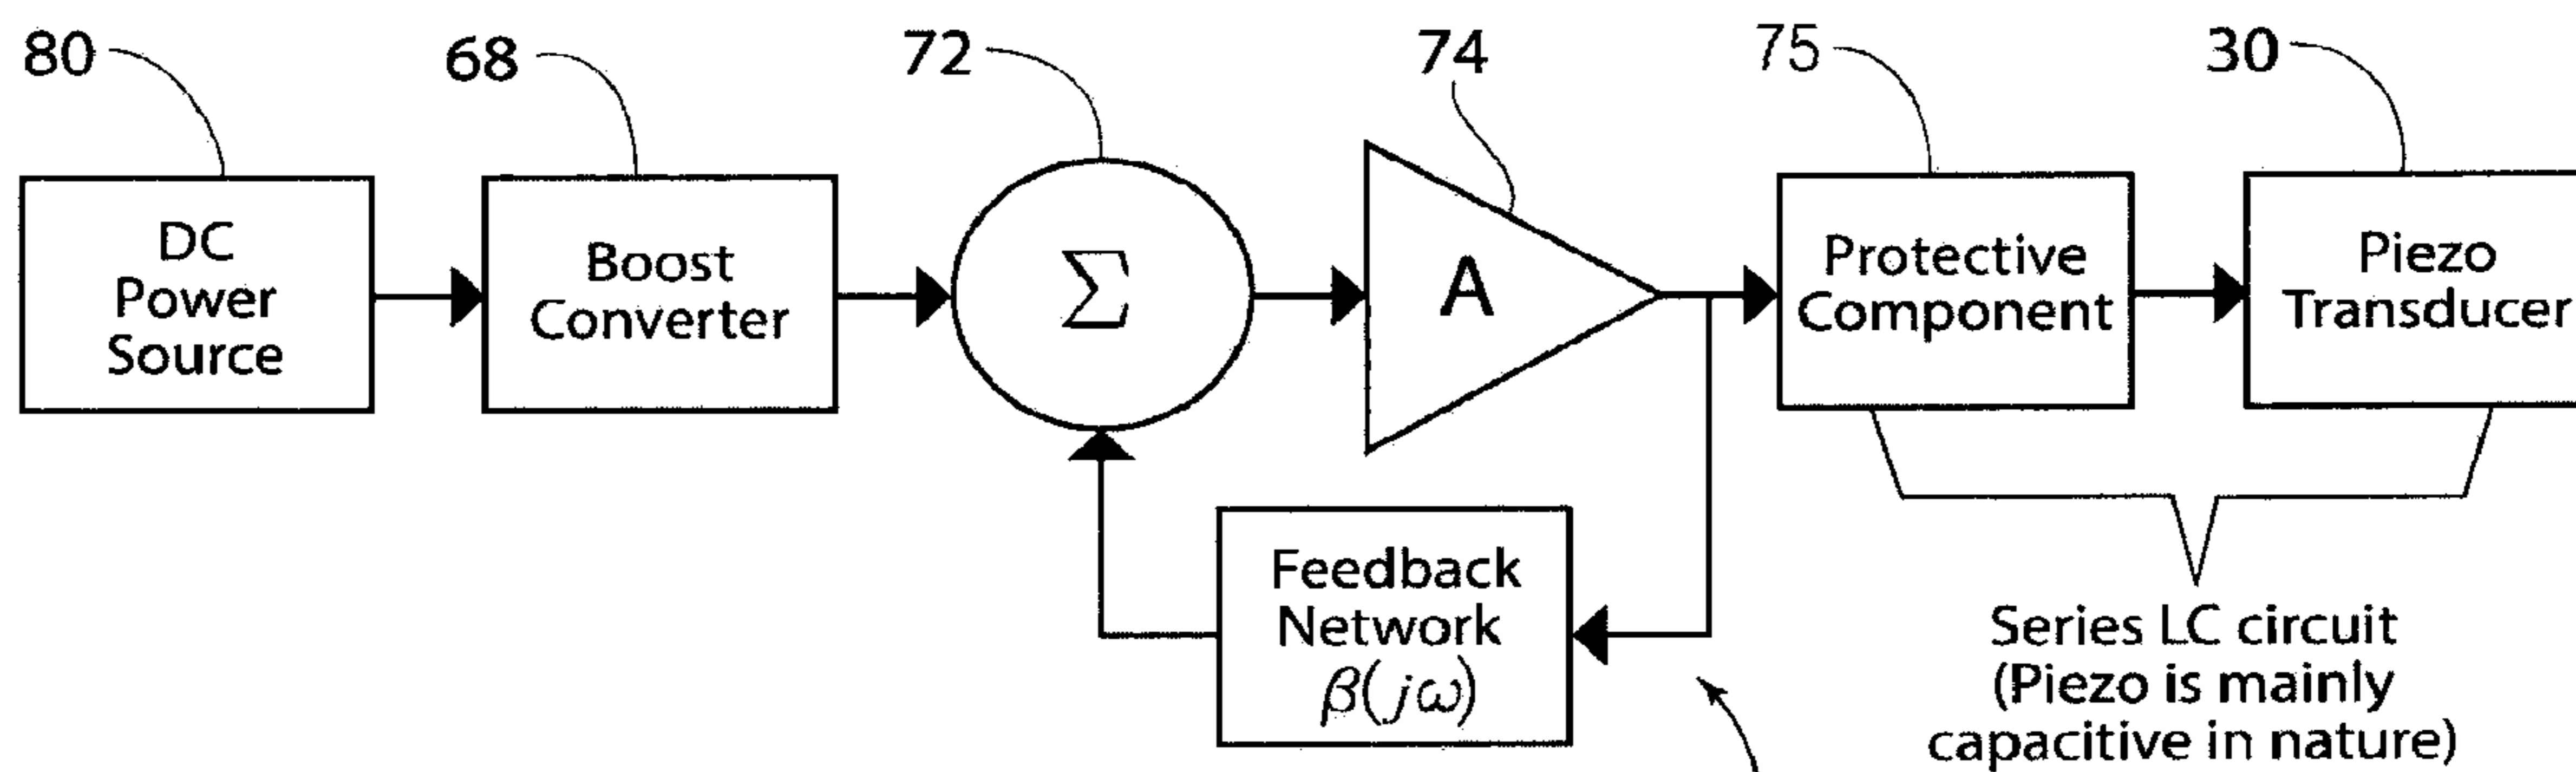 80
68
72
74
75
30
DC
Power
Source
Boost
Converter
Σ
A
Protective
Component
Piezo
Transducer
Feedback
Network
β(jω)
Series LC circuit
(Piezo is mainly
capacitive in nature)